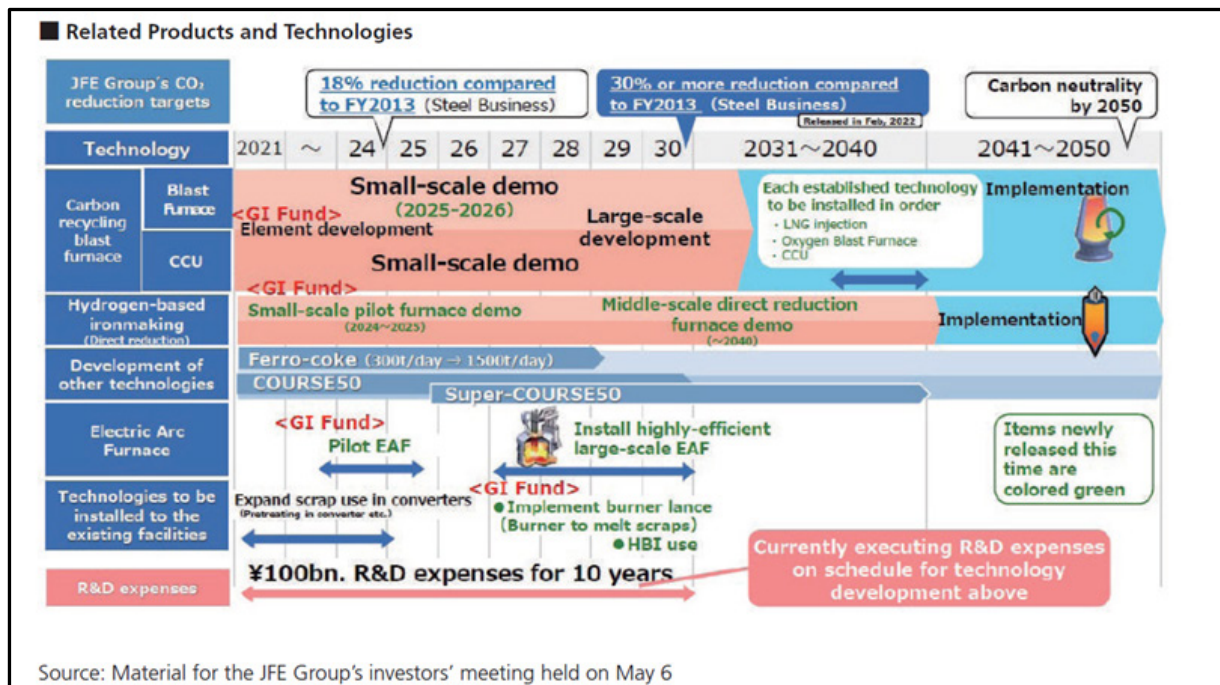 ■ Related Products and Technologies
JFE Group's CO₂
reduction targets
18% reduction compared
to FY2013 (Steel Business)
30% or more reduction compared
to FY2013 (Steel Business)
Released in Feb, 2022
Carbon neutrality
by 2050
Technology
2021 ~ 24 25 26 27 28 29 30 2031~2040 2041~2050
Carbon
recycling
blast
furnace
Blast
Furnace
CCU
Small-scale demo
(2025-2026)
<GI Fund>
Element development
Large-scale
development
Small-scale demo
<GI Fund>
Each established technology
to be installed in order
・ LNG injection
・ Oxygen Blast Furnace
・ CCU
Implementation
Hydrogen-based
ironmaking
(Direct reduction)
Small-scale pilot furnace demo
(2024~2025)
Middle-scale direct reduction
furnace demo
(~2040)
Implementation
Development of
other technologies
Ferro-coke (300t/day → 1500t/day)
COURSE50
Super-COURSE50
Electric Arc
Furnace
<GI Fund>
Pilot EAF
Install highly-efficient
large-scale EAF
Items newly
released this
time are
colored green
Technologies to be
installed to the
existing facilities
Expand scrap use in converters
(Pretreating in converter etc.)
<GI Fund>
●Implement burner lance
(Burner to melt scraps)
●HBI use
R&D expenses
¥100bn. R&D expenses for 10 years
Currently executing R&D expenses
on schedule for technology
development above
Source: Material for the JFE Group's investors' meeting held on May 6